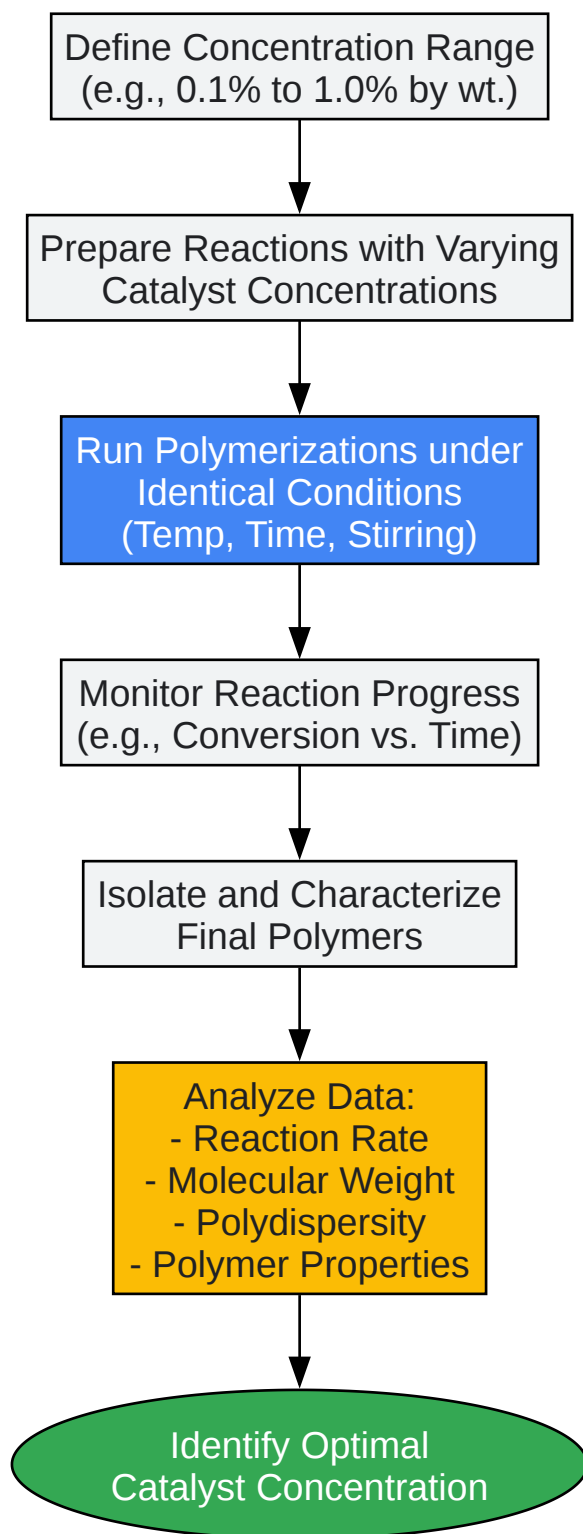 Define Concentration Range
(e.g., 0.1% to 1.0% by wt.)
Prepare Reactions with Varying
Catalyst Concentrations
Run Polymerizations under
Identical Conditions
(Temp, Time, Stirring)
Monitor Reaction Progress
(e.g., Conversion vs. Time)
Isolate and Characterize
Final Polymers
Analyze Data:
- Reaction Rate
- Molecular Weight
- Polydispersity
- Polymer Properties
Identify Optimal
Catalyst Concentration